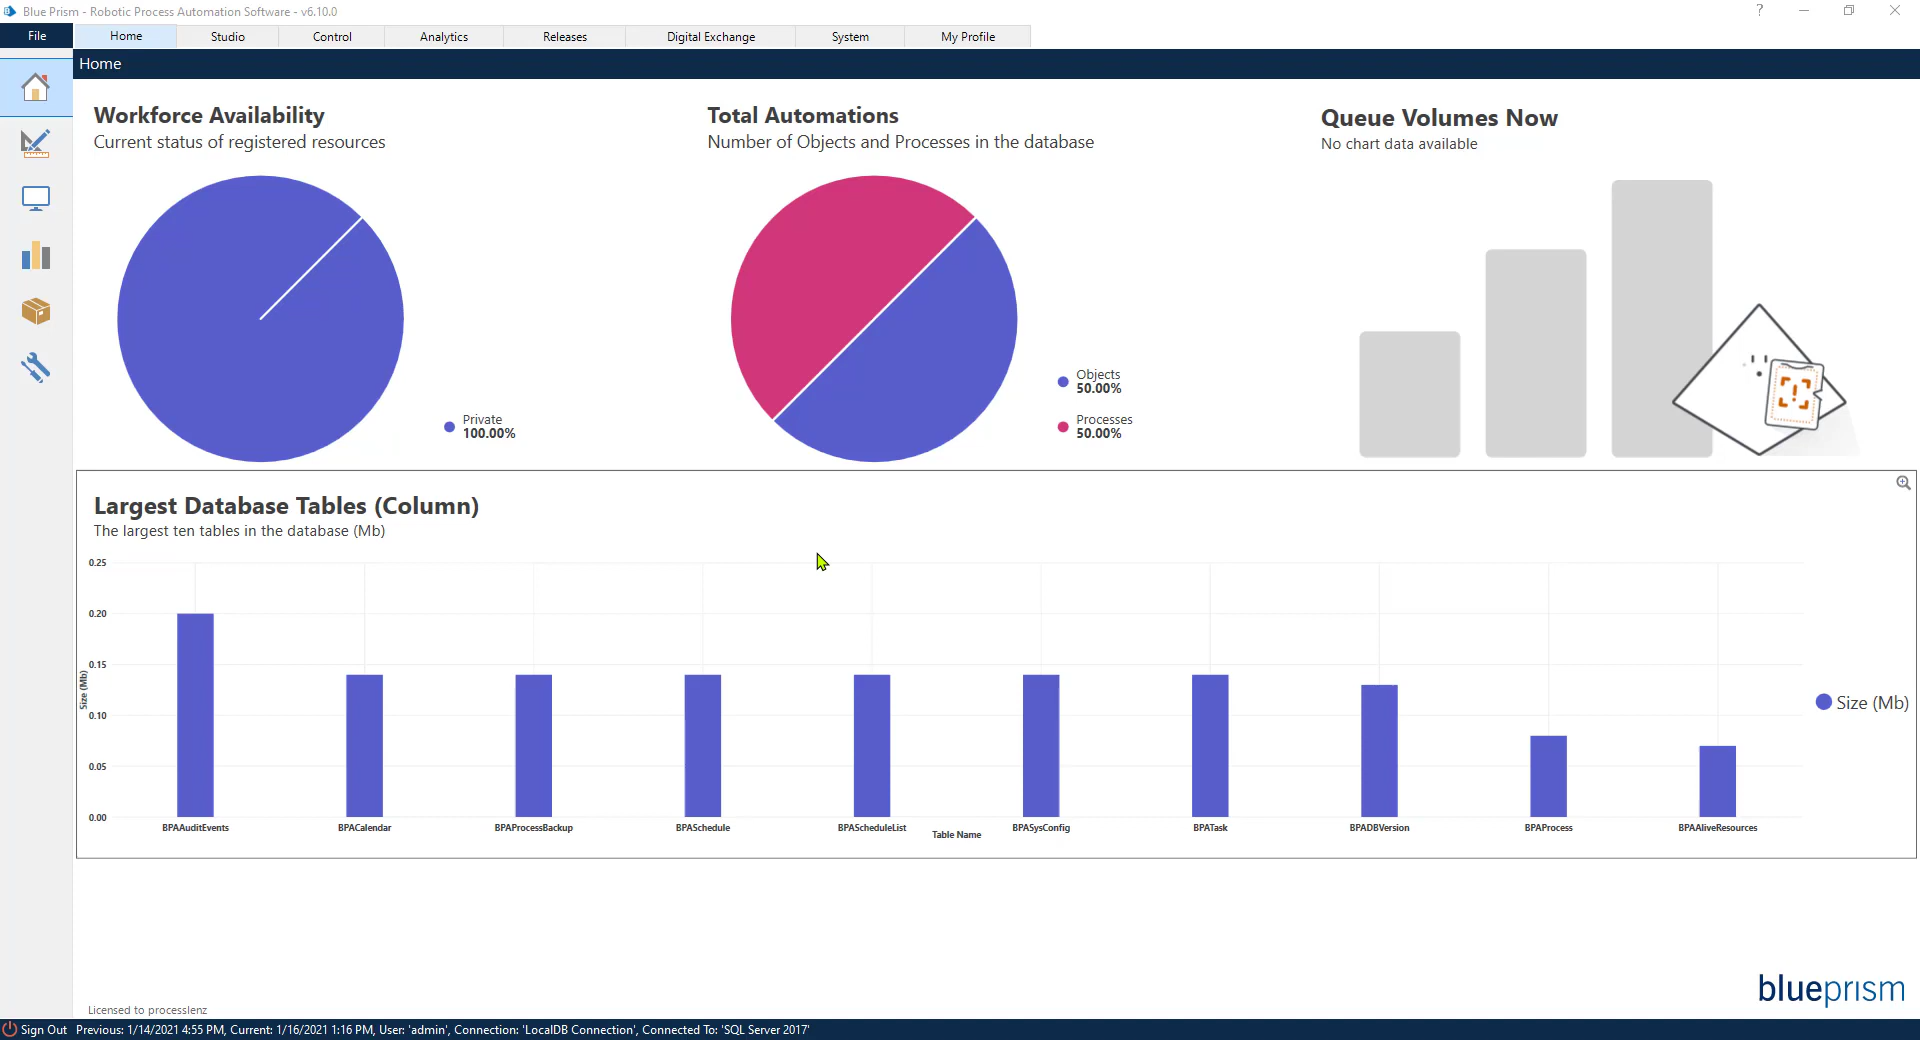 Blue Prism - Robotic Process Automation Software - v6.10.0
?
File Home Studio Control Analytics Releases Digital Exchange System My Profile
Home
Workforce Availability
Current status of registered resources
Private
100.00%
Total Automations
Number of Objects and Processes in the database
Objects
50.00%
Processes
50.00%
Queue Volumes Now
No chart data available
Largest Database Tables (Column)
The largest ten tables in the database (Mb)
0.25
0.20
0.15
0.10
0.05
0.00
Size (Mb)
BPAAuditEvents BPACalendar BPAProcessBackup BPASchedule BPAScheduleList BPASysConfig BPATask BPADBVersion BPAProcess BPAAliveResources
Table Name
Size (Mb)
blueprism
Licensed to processlenz
Sign Out Previous: 1/14/2021 4:55 PM, Current: 1/16/2021 1:16 PM, User: 'admin', Connection: 'LocalDB Connection', Connected To: 'SQL Server 2017'